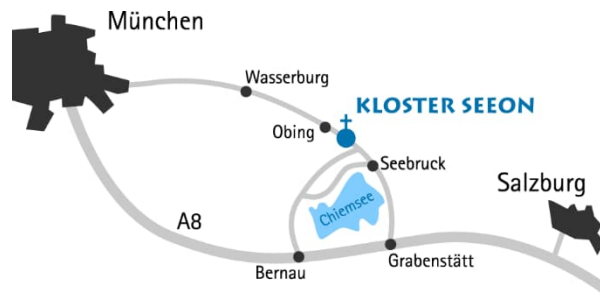 München
Wasserburg
KLOSTER SEEON
Obing
Seebruck
Salzburg
Chiemsee
A8
Grabenstätt
Bernau